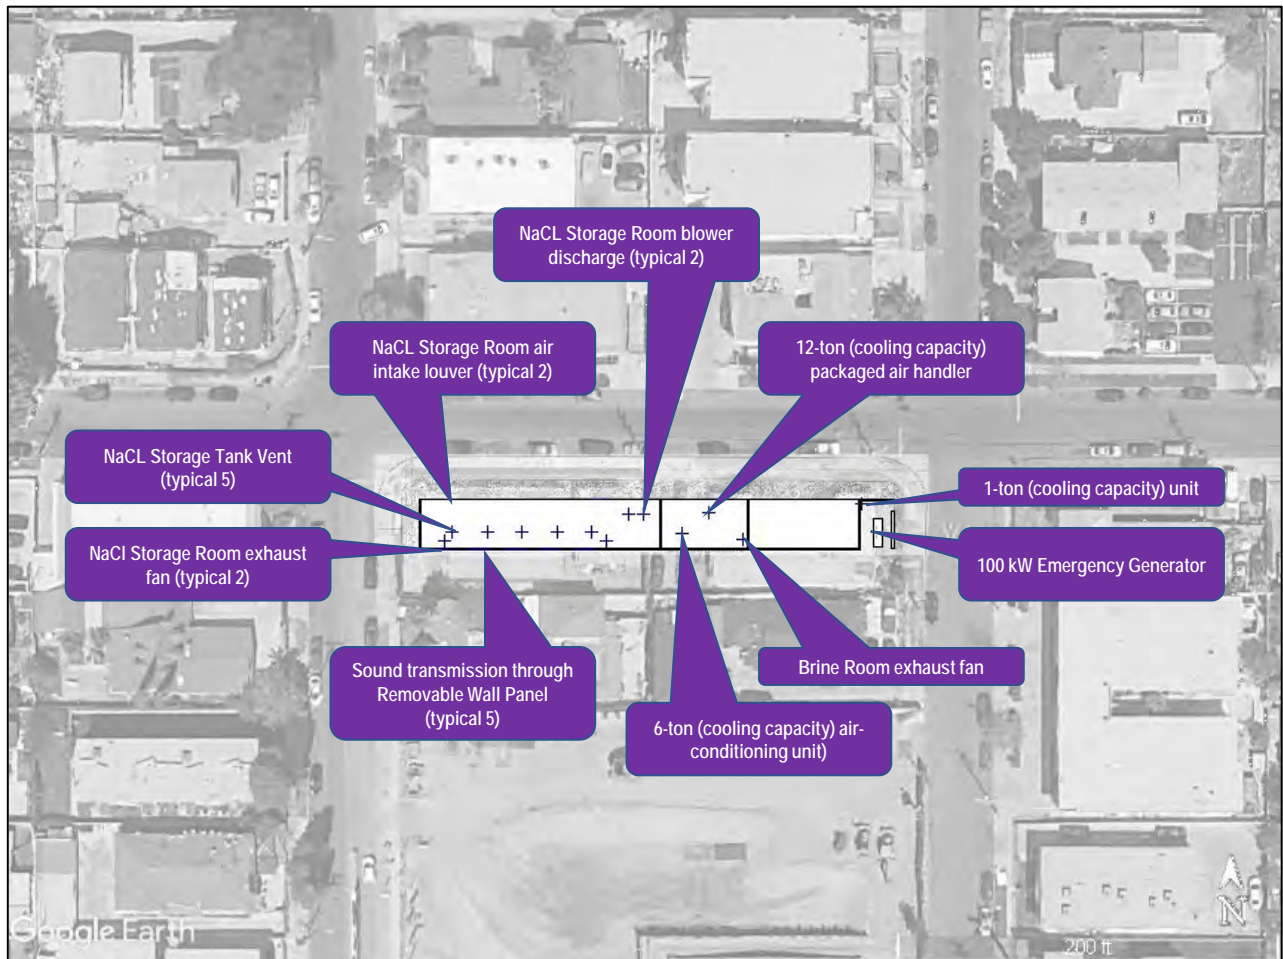 NaCL Storage Room blower
discharge (typical 2)
NaCL Storage Room air
intake louver (typical 2)
12-ton (cooling capacity)
packaged air handler
NaCL Storage Tank Vent
(typical 5)
1-ton (cooling capacity) unit
NaCl Storage Room exhaust
fan (typical 2)
100 kW Emergency Generator
Sound transmission through
Removable Wall Panel
(typical 5)
Brine Room exhaust fan
6-ton (cooling capacity) air-
conditioning unit)
N
Google Earth
200 ft